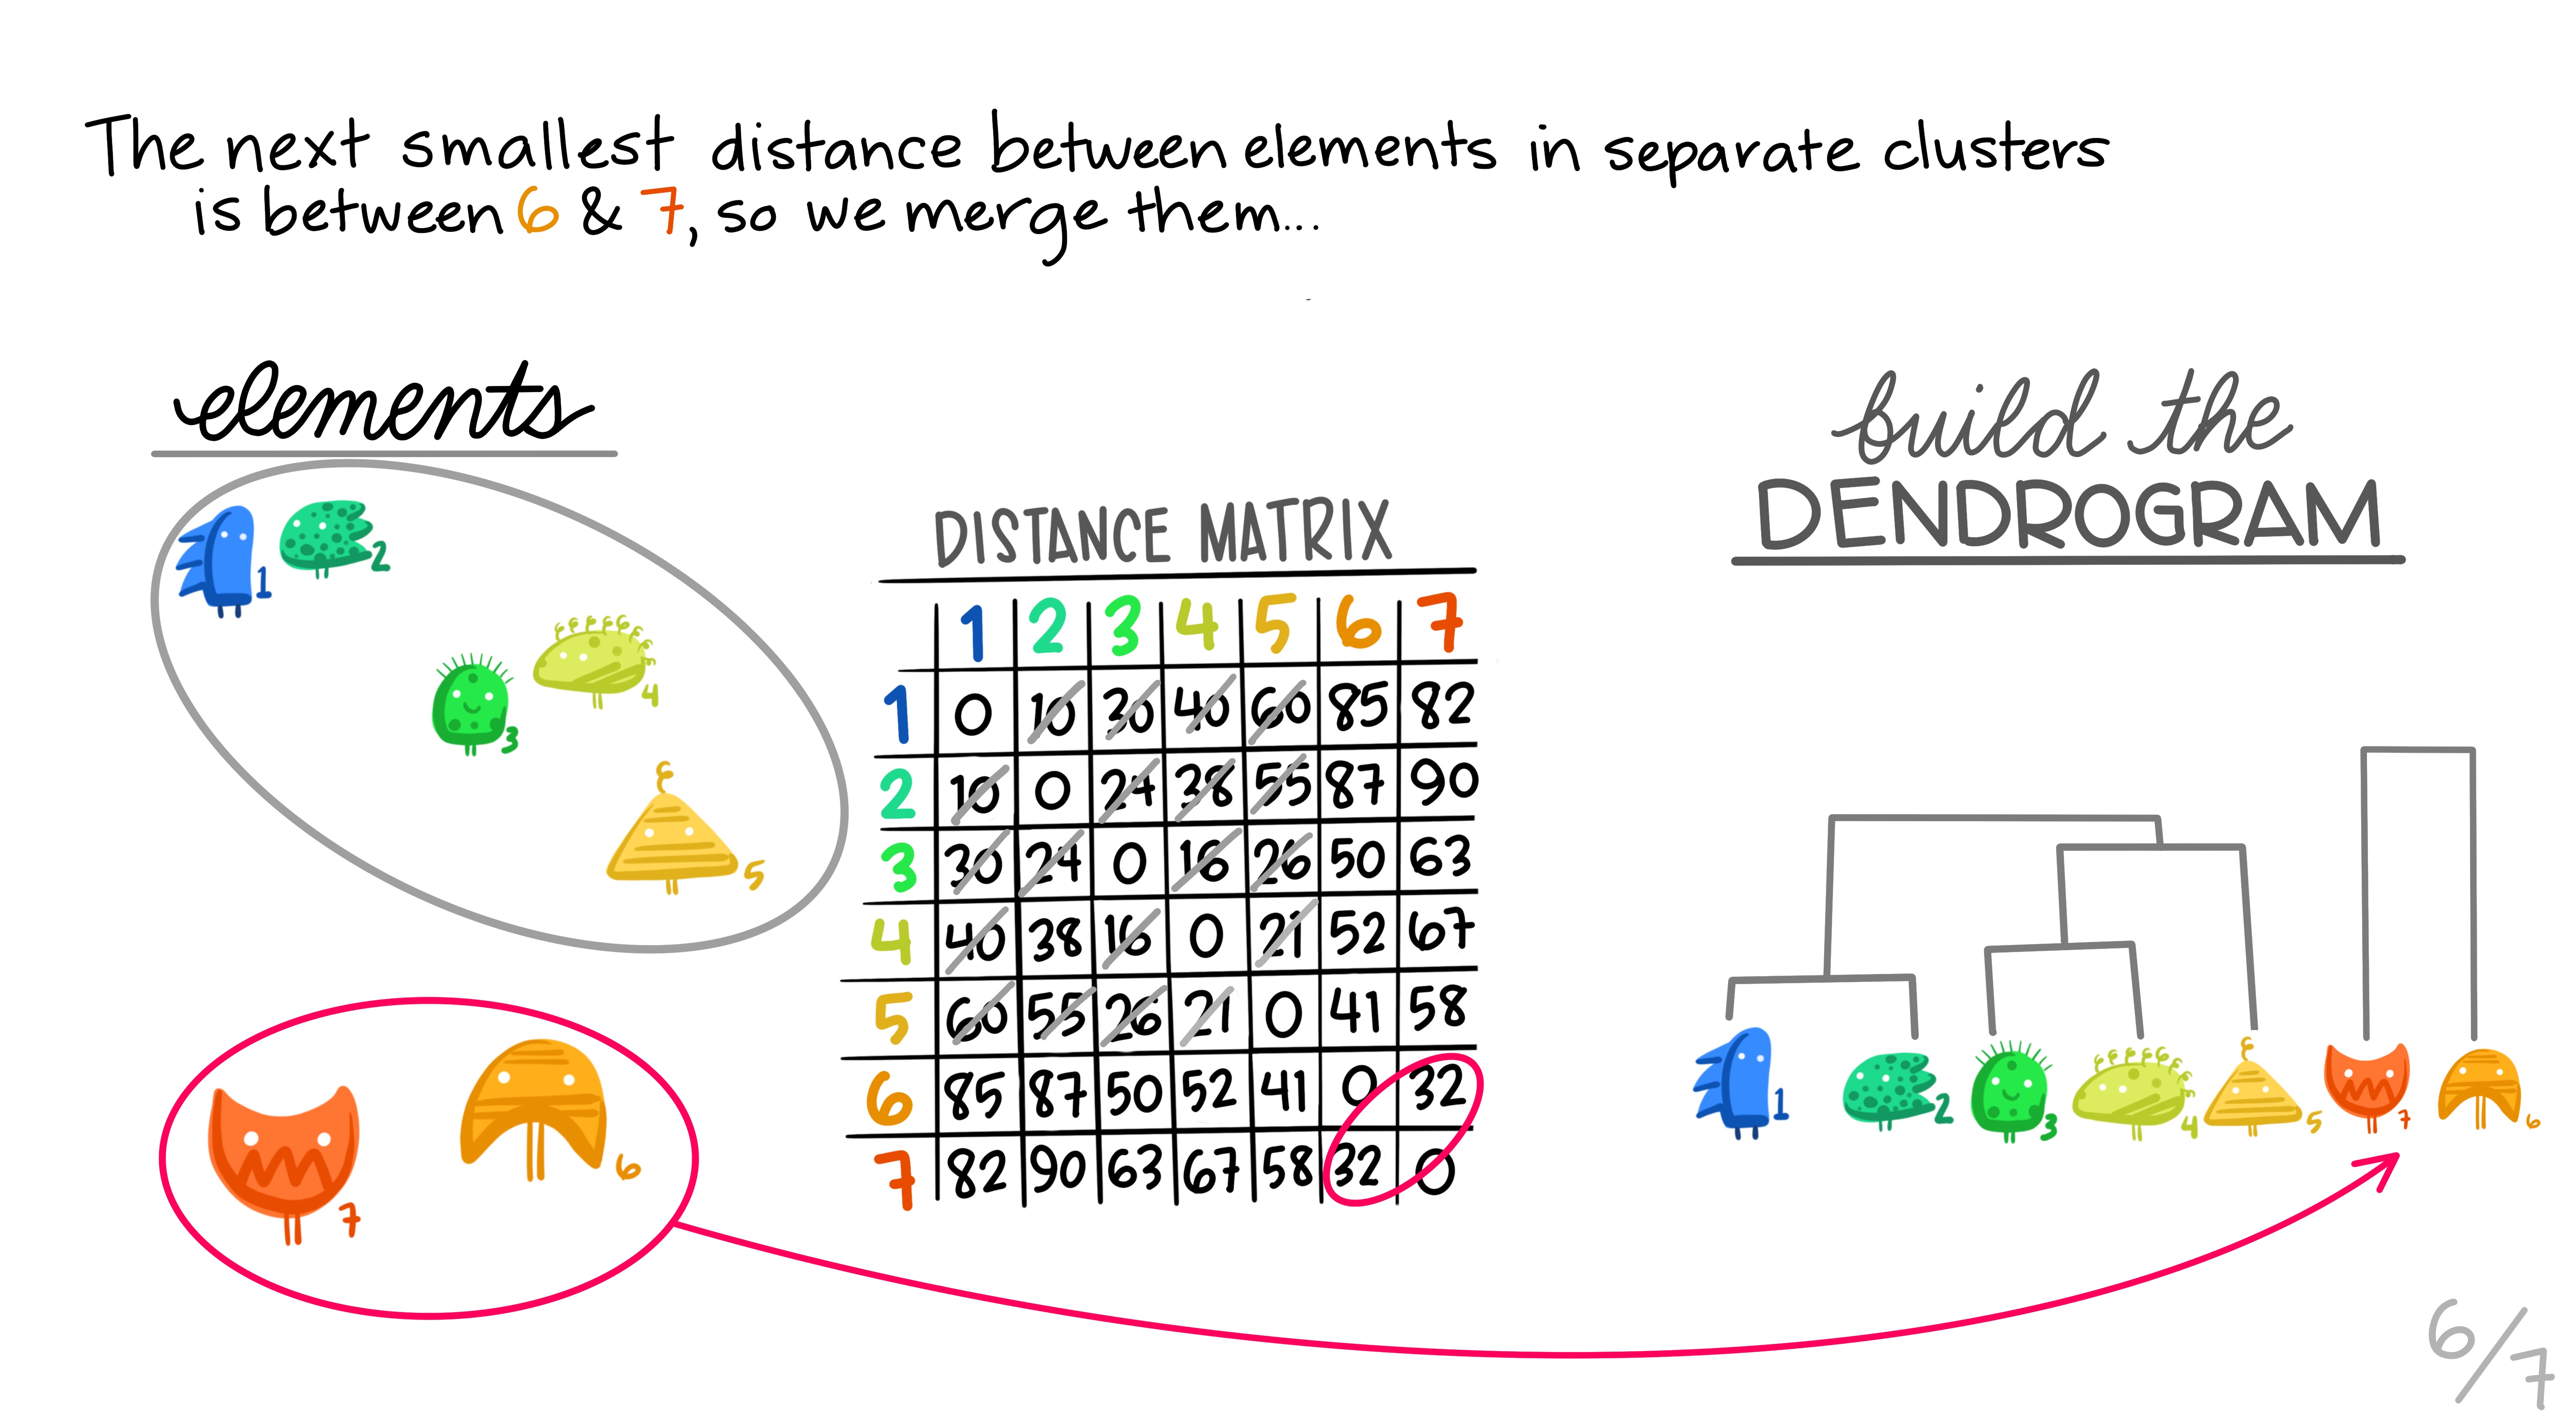 The next smallest distance between elements in separate clusters
is between 6 & 7, so we merge them...
elements
1
2
3
4
5
7
6
DISTANCE MATRIX
1 2 3 4 5 6 7
1 0 10 30 40 60 85 82
2 10 0 24 38 55 87 90
3 30 24 0 16 26 50 63
4 40 38 16 0 21 52 67
5 60 55 26 21 0 41 58
6 85 87 50 52 41 0 32
7 82 90 63 67 58 32 0
build the
DENDROGRAM
1 2 3 4 5 7 6
6/7